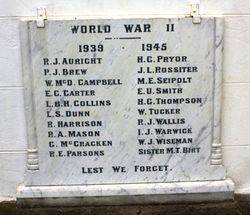 WORLD WAR II
1939 1945
R.J. AURIGHT H.C. PRYOR
P.J. BREW J.L. ROSSITER
W. McD. CAMPBELL M.E. SEIPOLT
E.C. CARTER E.U. SMITH
L.B.H. COLLINS H.G. THOMPSON
L.S. DUNN W. TUCKER
R. HARRISON R.J. WALLIS
R.A. MASON I.J. WARWICK
C. McCRACKEN W.J. WISEMAN
R.E. PARSONS SISTER M.T. BIRT
LEST WE FORGET.